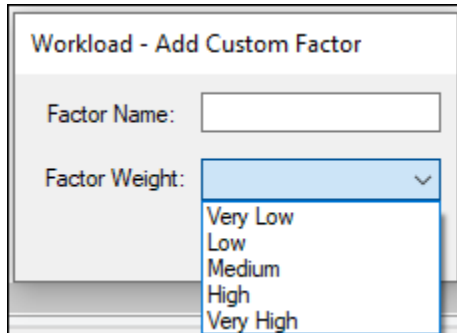 Workload - Add Custom Factor
Factor Name:
Factor Weight:
Very Low
Low
Medium
High
Very High